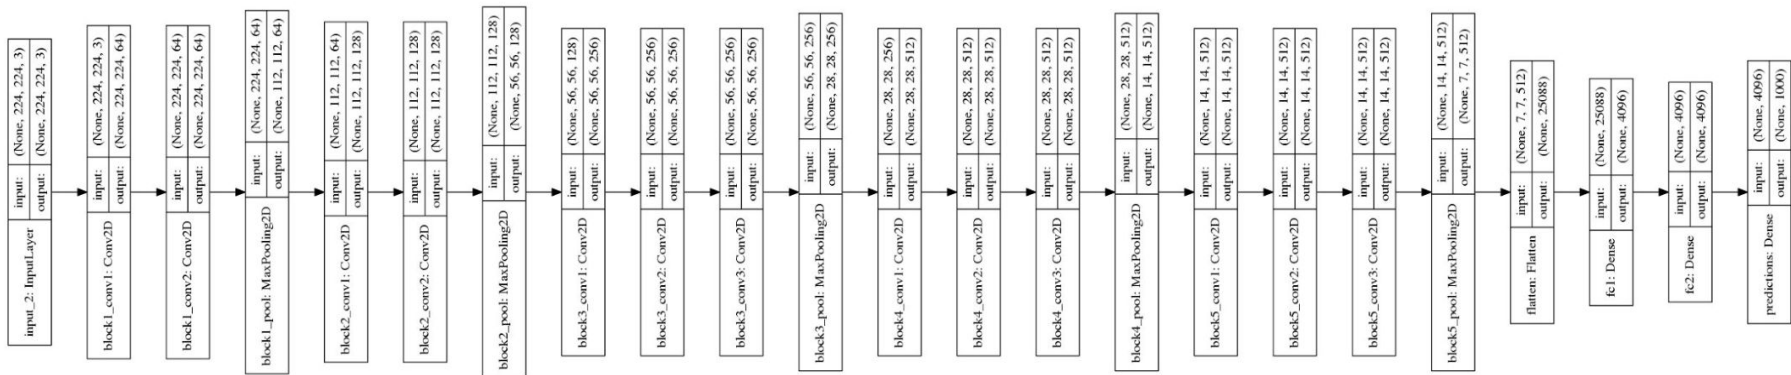 input_2: InputLayer
input: (None, 224, 224, 3)
output: (None, 224, 224, 3)
block1_conv1: Conv2D
input: (None, 224, 224, 3)
output: (None, 224, 224, 64)
block1_conv2: Conv2D
input: (None, 224, 224, 64)
output: (None, 224, 224, 64)
block1_pool: MaxPooling2D
input: (None, 224, 224, 64)
output: (None, 112, 112, 64)
block2_conv1: Conv2D
input: (None, 112, 112, 64)
output: (None, 112, 112, 128)
block2_conv2: Conv2D
input: (None, 112, 112, 128)
output: (None, 112, 112, 128)
block2_pool: MaxPooling2D
input: (None, 112, 112, 128)
output: (None, 56, 56, 128)
block3_conv1: Conv2D
input: (None, 56, 56, 128)
output: (None, 56, 56, 256)
block3_conv2: Conv2D
input: (None, 56, 56, 256)
output: (None, 56, 56, 256)
block3_conv3: Conv2D
input: (None, 56, 56, 256)
output: (None, 56, 56, 256)
block3_pool: MaxPooling2D
input: (None, 56, 56, 256)
output: (None, 28, 28, 256)
block4_conv1: Conv2D
input: (None, 28, 28, 256)
output: (None, 28, 28, 512)
block4_conv2: Conv2D
input: (None, 28, 28, 512)
output: (None, 28, 28, 512)
block4_conv3: Conv2D
input: (None, 28, 28, 512)
output: (None, 28, 28, 512)
block4_pool: MaxPooling2D
input: (None, 28, 28, 512)
output: (None, 14, 14, 512)
block5_conv1: Conv2D
input: (None, 14, 14, 512)
output: (None, 14, 14, 512)
block5_conv2: Conv2D
input: (None, 14, 14, 512)
output: (None, 14, 14, 512)
block5_conv3: Conv2D
input: (None, 14, 14, 512)
output: (None, 14, 14, 512)
block5_pool: MaxPooling2D
input: (None, 14, 14, 512)
output: (None, 7, 7, 512)
flatten: Flatten
input: (None, 7, 7, 512)
output: (None, 25088)
fc1: Dense
input: (None, 25088)
output: (None, 4096)
fc2: Dense
input: (None, 4096)
output: (None, 4096)
predictions: Dense
input: (None, 4096)
output: (None, 1000)